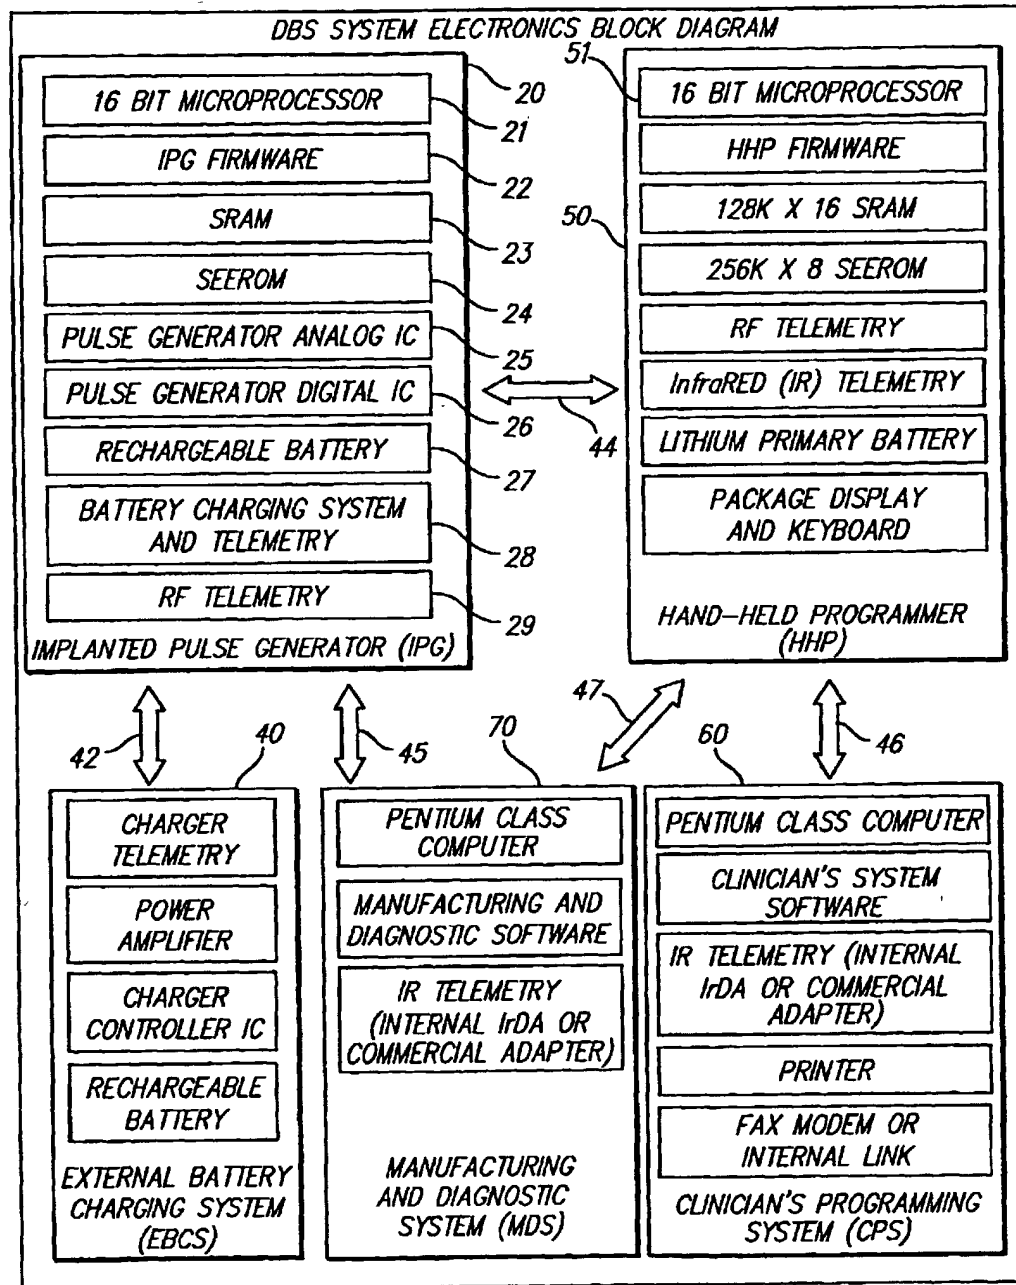 DBS SYSTEM ELECTRONICS BLOCK DIAGRAM
20
16 BIT MICROPROCESSOR
21
IPG FIRMWARE
22
SRAM
23
SEEROM
24
PULSE GENERATOR ANALOG IC
25
PULSE GENERATOR DIGITAL IC
26
RECHARGEABLE BATTERY
27
BATTERY CHARGING SYSTEM
AND TELEMETRY
28
RF TELEMETRY
29
IMPLANTED PULSE GENERATOR (IPG)
44
51
16 BIT MICROPROCESSOR
HHP FIRMWARE
128K X 16 SRAM
50
256K X 8 SEEROM
RF TELEMETRY
InfraRED (IR) TELEMETRY
LITHIUM PRIMARY BATTERY
PACKAGE DISPLAY
AND KEYBOARD
HAND-HELD PROGRAMMER
(HHP)
42
45
47
46
40
CHARGER
TELEMETRY
POWER
AMPLIFIER
CHARGER
CONTROLLER IC
RECHARGEABLE
BATTERY
EXTERNAL BATTERY
CHARGING SYSTEM
(EBCS)
70
PENTIUM CLASS
COMPUTER
MANUFACTURING AND
DIAGNOSTIC SOFTWARE
IR TELEMETRY
(INTERNAL IrDA OR
COMMERCIAL ADAPTER)
MANUFACTURING
AND DIAGNOSTIC
SYSTEM (MDS)
60
PENTIUM CLASS COMPUTER
CLINICIAN'S SYSTEM
SOFTWARE
IR TELEMETRY (INTERNAL
IrDA OR COMMERCIAL
ADAPTER)
PRINTER
FAX MODEM OR
INTERNAL LINK
CLINICIAN'S PROGRAMMING
SYSTEM (CPS)